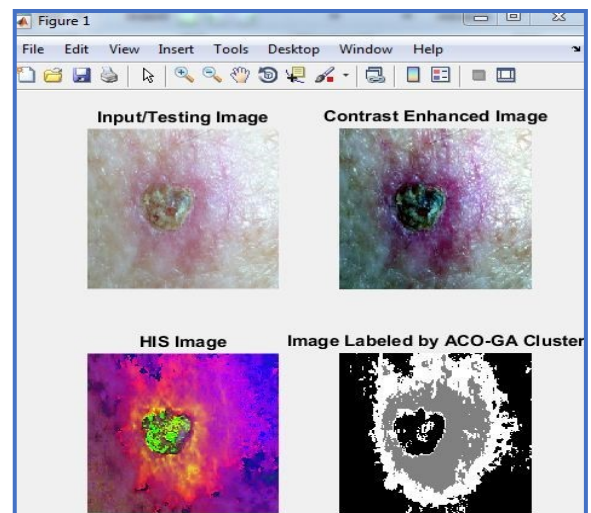 Figure 1
File Edit View Insert Tools Desktop Window Help
Input/Testing Image
Contrast Enhanced Image
HIS Image
Image Labeled by ACO-GA Cluster